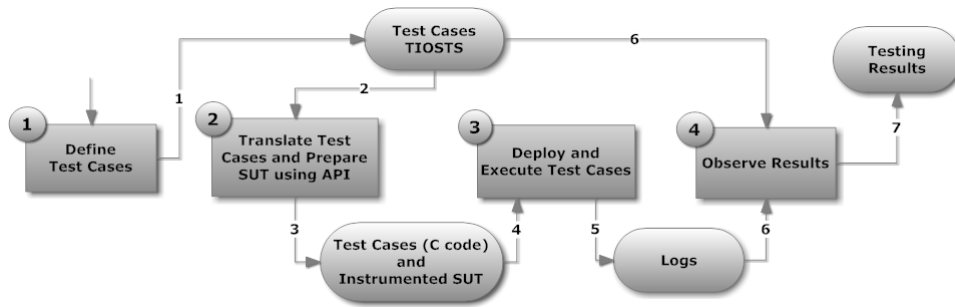 Test Cases
TIOSTS
6
Testing
Results
1
2
1
Define
Test Cases
2
Translate Test
Cases and Prepare
SUT using API
3
Deploy and
Execute Test Cases
4
Observe Results
7
3
Test Cases (C code)
and
Instrumented SUT
4
5
Logs
6